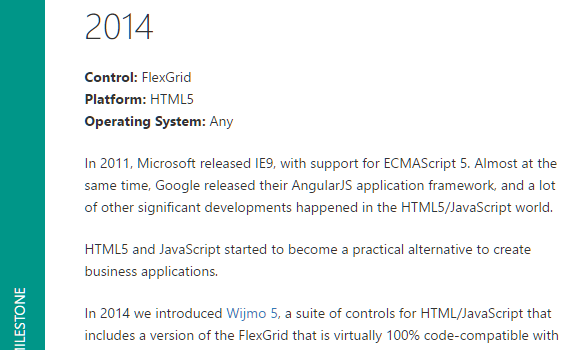 2014
Control: FlexGrid
Platform: HTML5
Operating System: Any
In 2011, Microsoft released IE9, with support for ECMAScript 5. Almost at the
same time, Google released their AngularJS application framework, and a lot
of other significant developments happened in the HTML5/JavaScript world.
HTML5 and JavaScript started to become a practical alternative to create
business applications.
In 2014 we introduced Wijmo 5, a suite of controls for HTML/JavaScript that
includes a version of the FlexGrid that is virtually 100% code-compatible with
MILESTONE